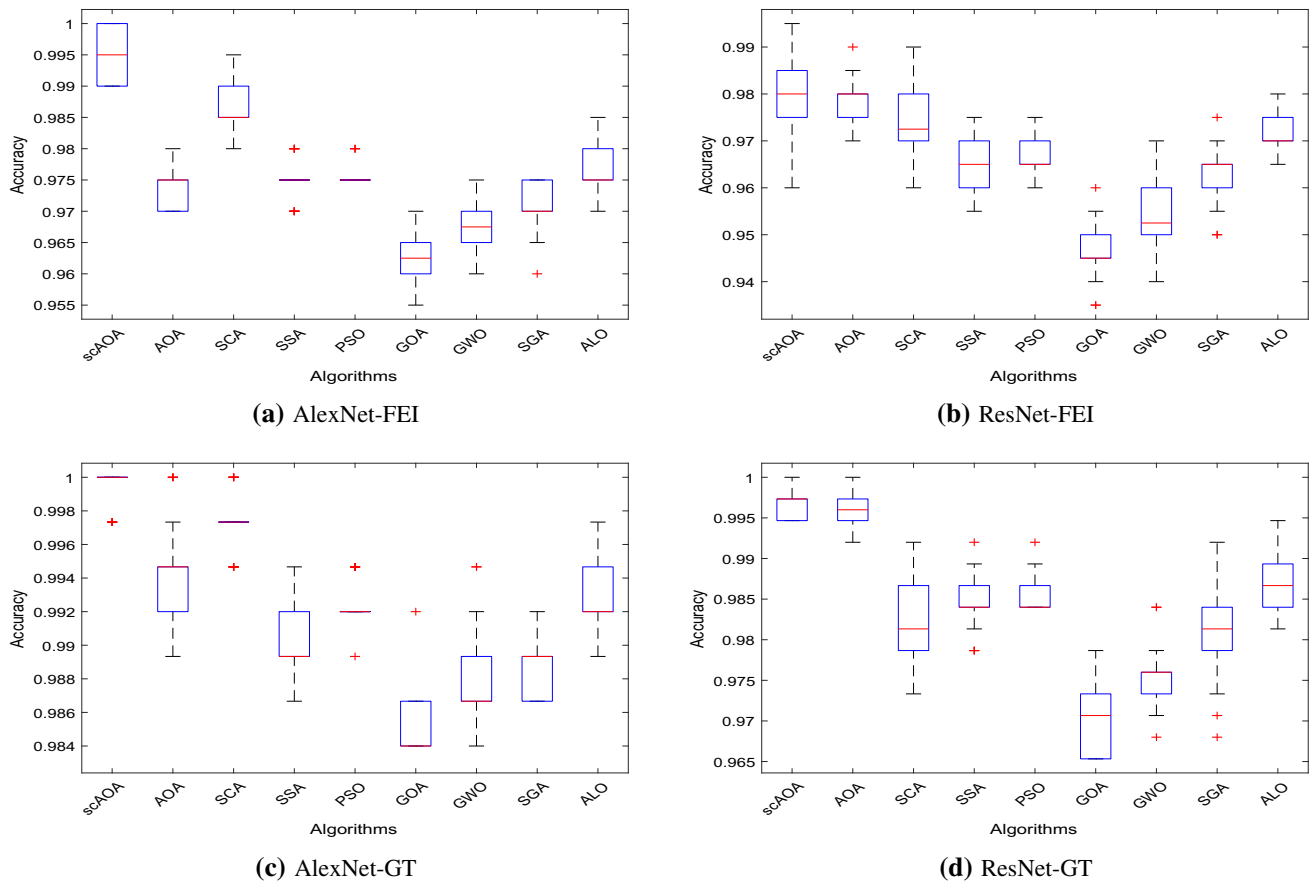 1
0.995
0.99
0.985
0.98
0.975
0.97
0.965
0.96
0.955
Accuracy
scAOA AOA SCA SSA PSO GOA GWO SGA ALO
Algorithms
(a) AlexNet-FEI
0.99
0.98
0.97
0.96
0.95
0.94
Accuracy
scAOA AOA SCA SSA PSO GOA GWO SGA ALO
Algorithms
(b) ResNet-FEI
1
0.998
0.996
0.994
0.992
0.99
0.988
0.986
0.984
Accuracy
scAOA AOA SCA SSA PSO GOA GWO SGA ALO
Algorithms
(c) AlexNet-GT
1
0.995
0.99
0.985
0.98
0.975
0.97
0.965
Accuracy
scAOA AOA SCA SSA PSO GOA GWO SGA ALO
Algorithms
(d) ResNet-GT